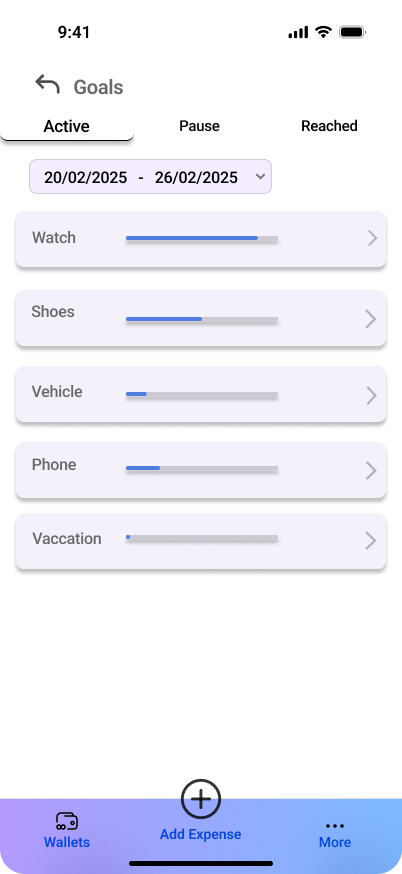 9:41
Goals
Active Pause Reached
20/02/2025 - 26/02/2025
Watch
Shoes
Vehicle
Phone
Vaccation
Wallets Add Expense More